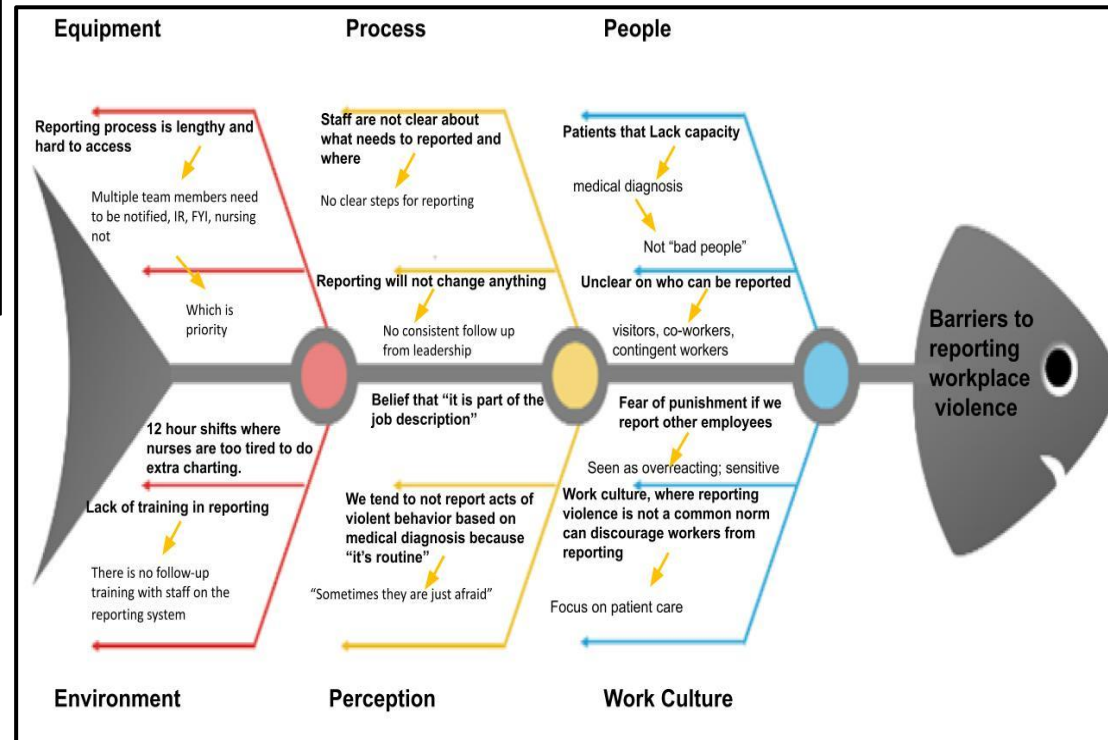 Equipment
Reporting process is lengthy and
hard to access
Multiple team members need
to be notified, IR, FYI, nursing
not
Which is
priority
Process
Staff are not clear about
what needs to reported and
where
No clear steps for reporting
Reporting will not change anything
No consistent follow up
from leadership
People
Patients that Lack capacity
medical diagnosis
Not “bad people”
Unclear on who can be reported
visitors, co-workers,
contingent workers
Barriers to
reporting
workplace
violence
12 hour shifts where
nurses are too tired to do
extra charting.
Lack of training in reporting
There is no follow-up
training with staff on the
reporting system
Environment
Belief that “it is part of the
job description”
We tend to not report acts of
violent behavior based on
medical diagnosis because
“it’s routine”
“Sometimes they are just afraid”
Perception
Fear of punishment if we
report other employees
Seen as overreacting; sensitive
Work culture, where reporting
violence is not a common norm
can discourage workers from
reporting
Focus on patient care
Work Culture